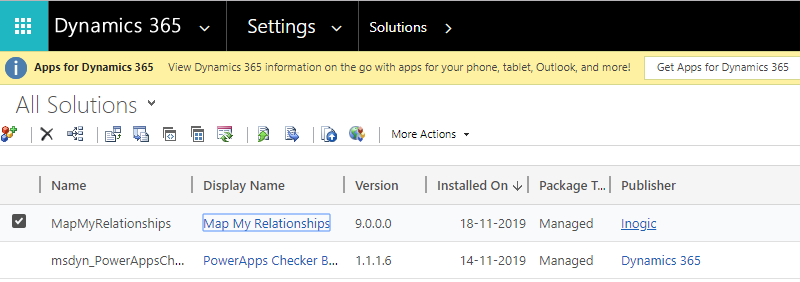 Dynamics 365 Settings Solutions
Apps for Dynamics 365 View Dynamics 365 information on the go with apps for your phone, tablet, Outlook, and more! Get Apps for Dynamics 365
All Solutions
More Actions
Name Display Name Version Installed On Package T... Publisher
MapMyRelationships Map My Relationships 9.0.0.0 18-11-2019 Managed Inogic
msdyn_PowerAppsCh... PowerApps Checker B... 1.1.1.6 14-11-2019 Managed Dynamics 365